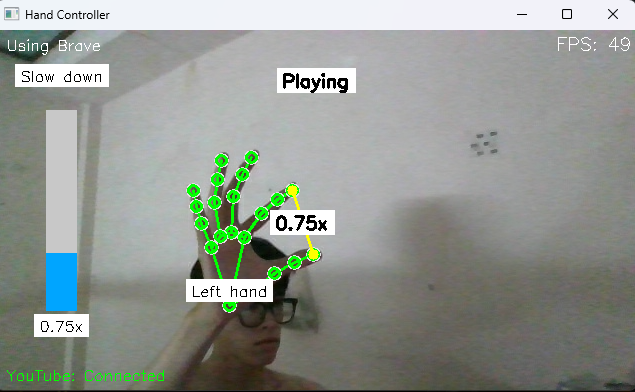 Hand Controller
Using Brave
FPS: 49
Slow down
Playing
0.75x
Left hand
0.75x
YouTube: Connected